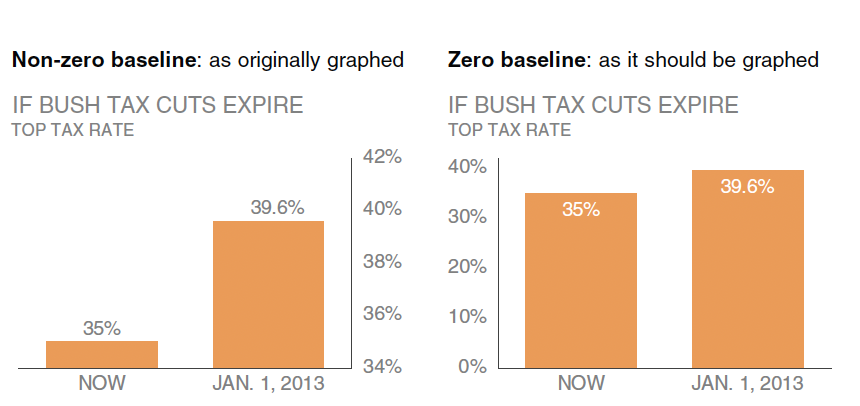 Non-zero baseline: as originally graphed
IF BUSH TAX CUTS EXPIRE
TOP TAX RATE
42%
40%
38%
36%
34%
39.6%
35%
NOW
JAN. 1, 2013
Zero baseline: as it should be graphed
IF BUSH TAX CUTS EXPIRE
TOP TAX RATE
40%
30%
20%
10%
0%
35%
39.6%
NOW
JAN. 1, 2013